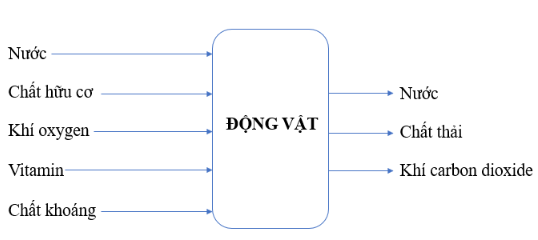 Nước
Chất hữu cơ
Khí oxygen
Vitamin
Chất khoáng
ĐỘNG VẬT
Nước
Chất thải
Khí carbon dioxide